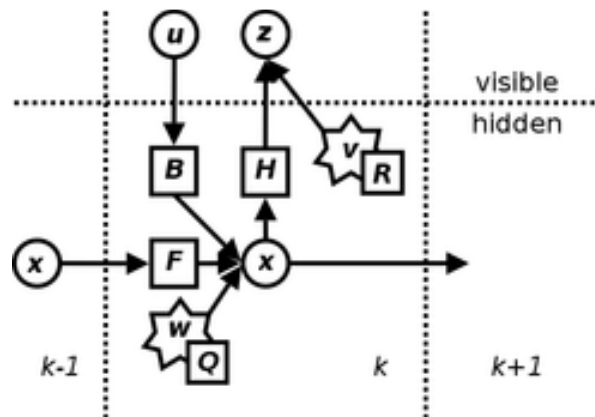 u z
visible
hidden
B H v R
x F x
w Q
k-1 k k+1